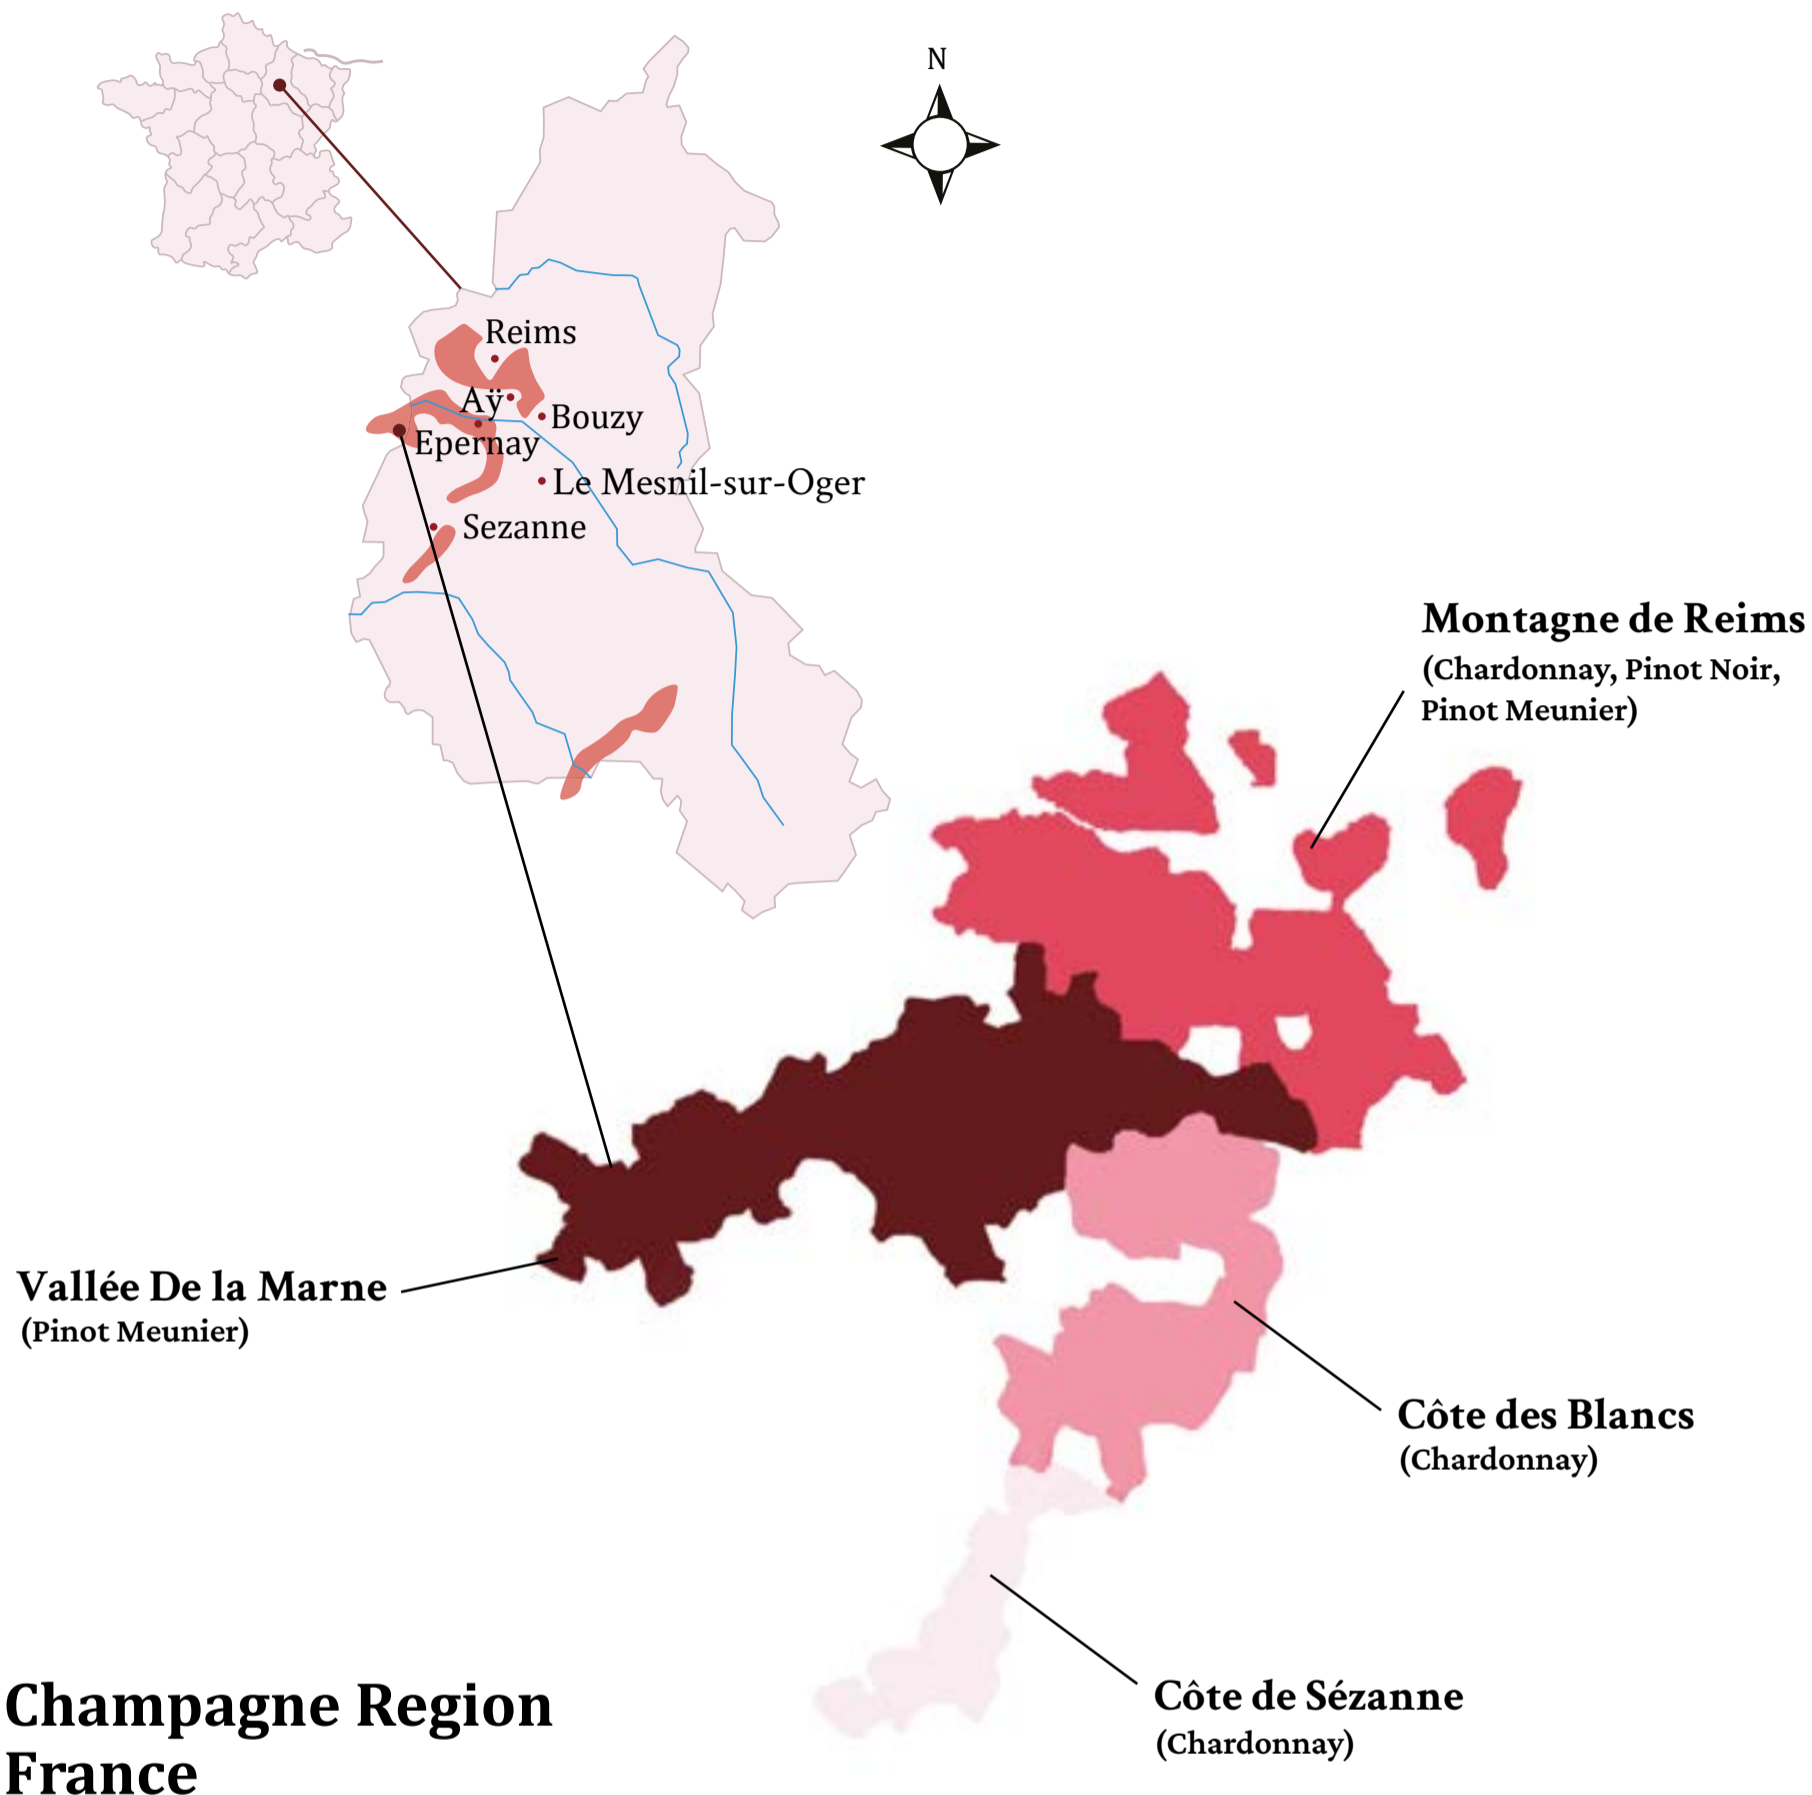 N
Reims
Aÿ
Bouzy
Epernay
Le Mesnil-sur-Oger
Sezanne
Montagne de Reims
(Chardonnay, Pinot Noir,
Pinot Meunier)
Vallée De la Marne
(Pinot Meunier)
Côte des Blancs
(Chardonnay)
Côte de Sézanne
(Chardonnay)
Champagne Region
France